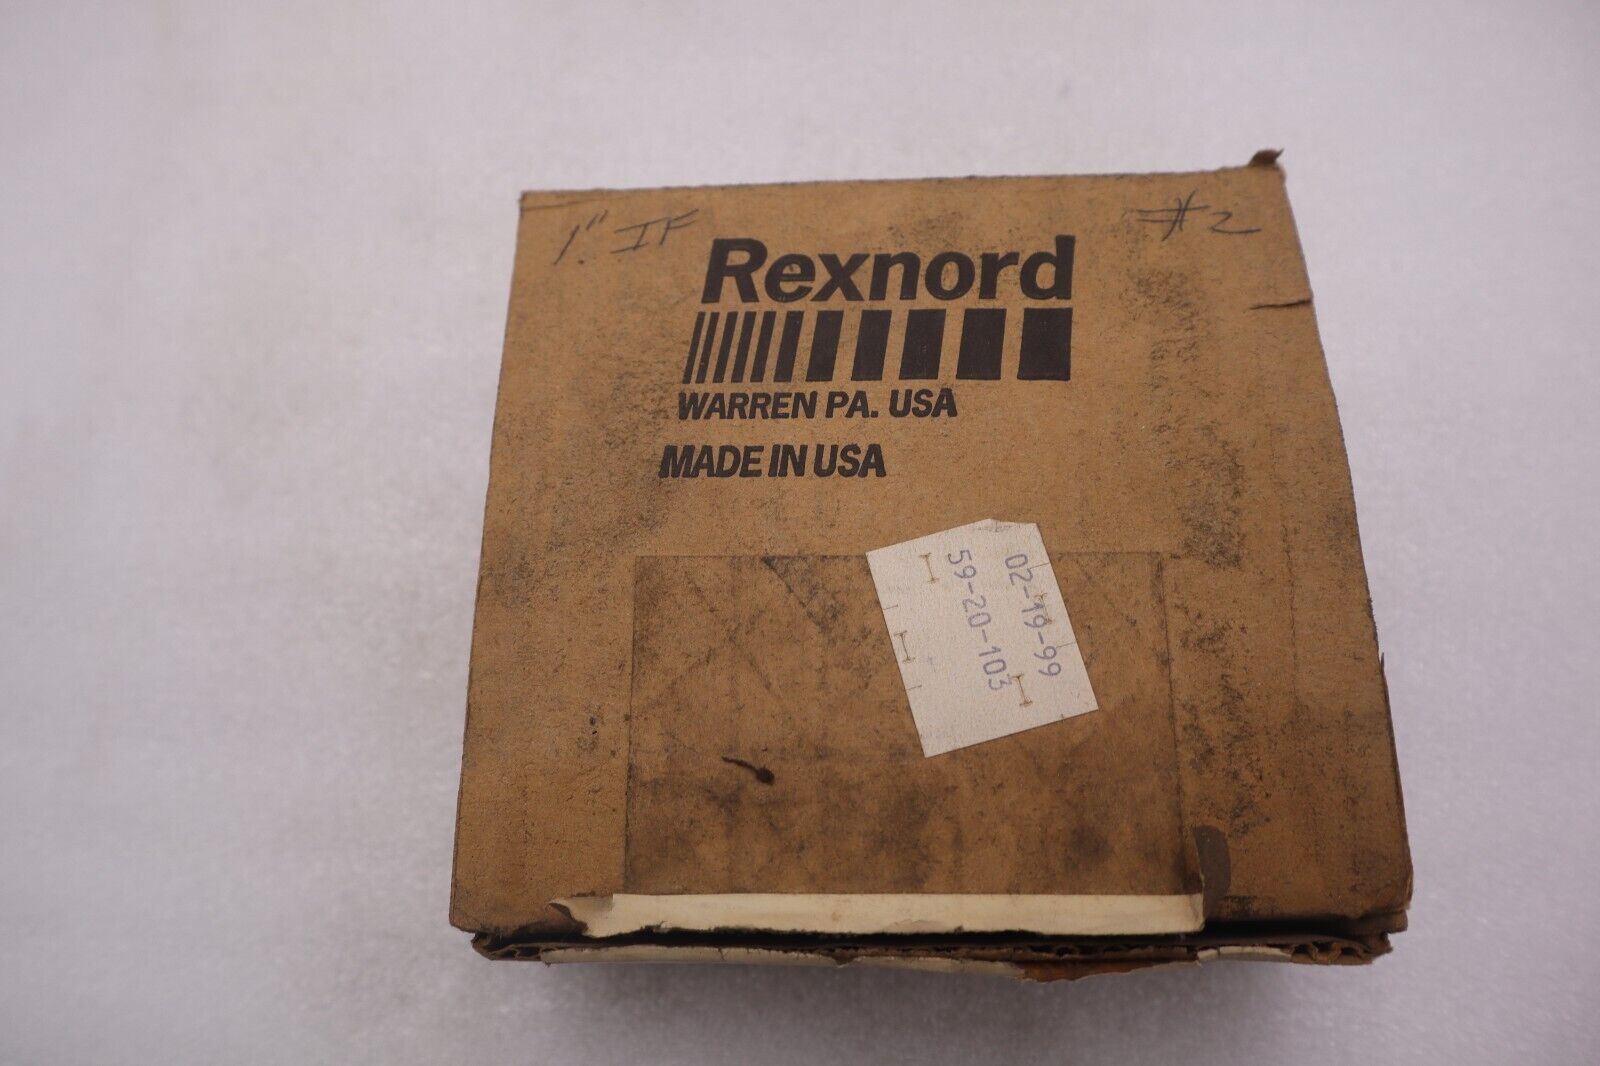 1" IF
#2
Rexnord
WARREN PA. USA
MADE IN USA
02-19-99
59-20-103